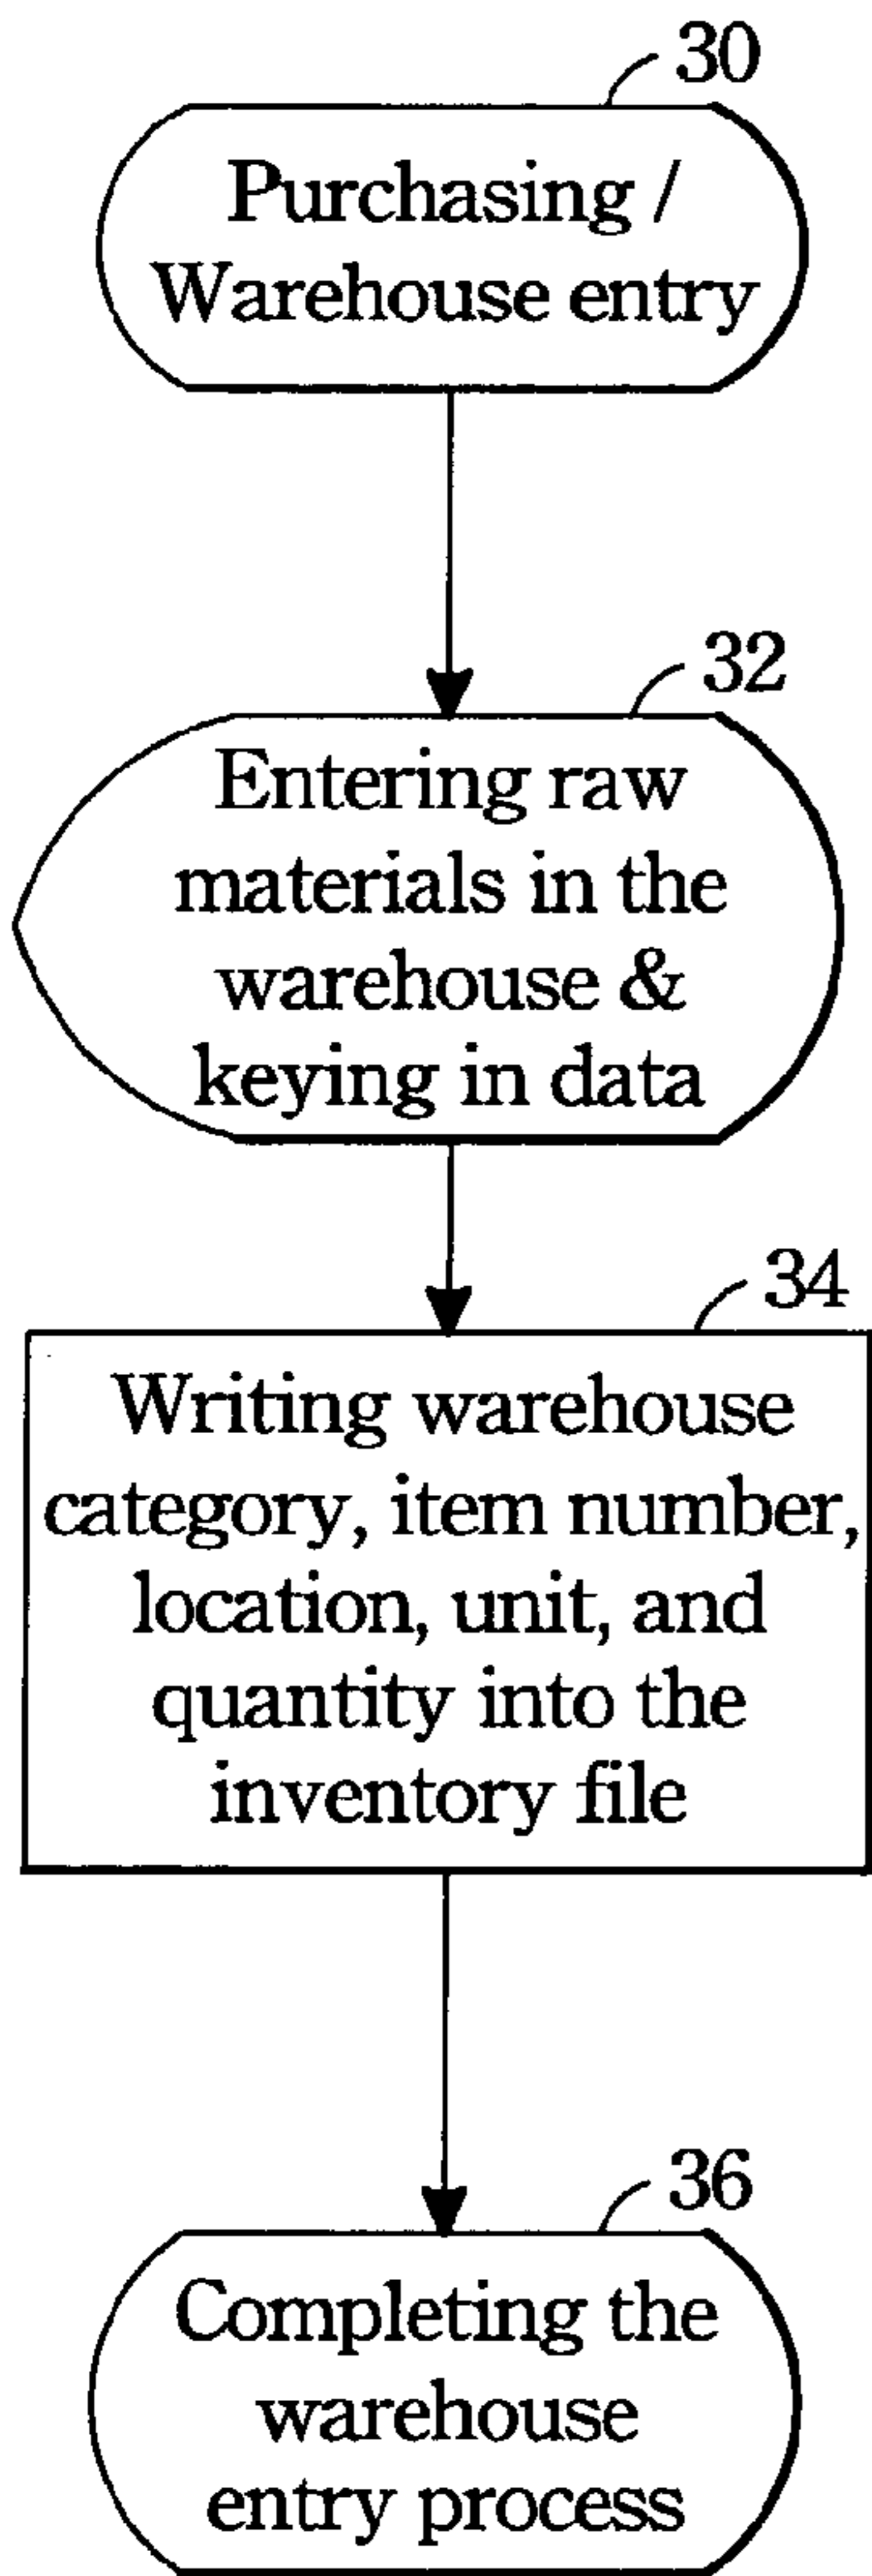 30
Purchasing /
Warehouse entry
32
Entering raw
materials in the
warehouse &
keying in data
34
Writing warehouse
category, item number,
location, unit, and
quantity into the
inventory file
36
Completing the
warehouse
entry process